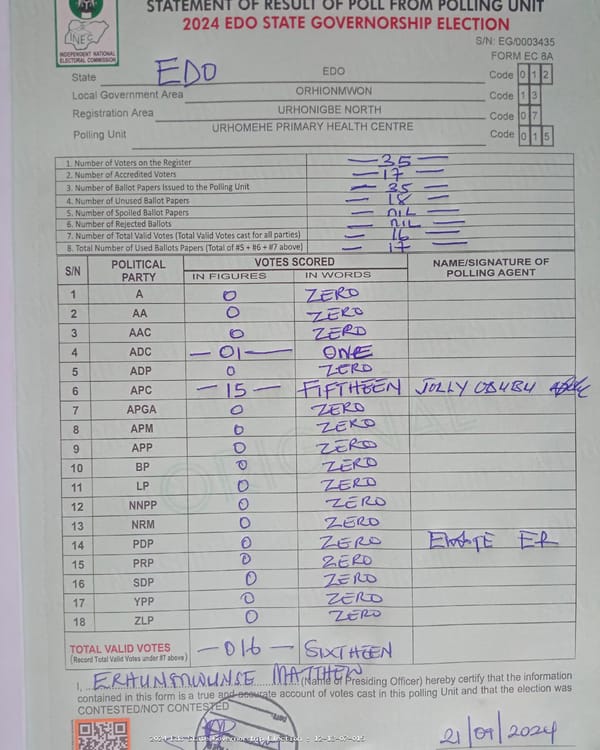 STATEMENT OF RESULT OF POLL FROM POLLING UNIT
2024 EDO STATE GOVERNORSHIP ELECTION
INEC
INDEPENDENT NATIONAL
ELECTORAL COMMISSION
S/N: EG/0003435
FORM EC 8A
State EDO EDO Code 0 1 2
Local Government Area ORHIONMWON Code 1 3
Registration Area URHONIGBE NORTH Code 0 7
Polling Unit URHOMEHE PRIMARY HEALTH CENTRE Code 0 1 5
1. Number of Voters on the Register — 35 —
2. Number of Accredited Voters — 17 —
3. Number of Ballot Papers Issued to the Polling Unit — 35 —
4. Number of Unused Ballot Papers — 18 —
5. Number of Spoiled Ballot Papers — nil —
6. Number of Rejected Ballots — nil —
7. Number of Total Valid Votes (Total Valid Votes cast for all parties) — 16 —
8. Total Number of Used Ballots Papers (Total of #5 + #6 + #7 above) — 17 —
S/N POLITICAL PARTY VOTES SCORED NAME/SIGNATURE OF POLLING AGENT
IN FIGURES IN WORDS
1 A 0 ZERO
2 AA 0 ZERO
3 AAC 0 ZERO
4 ADC — 01 — ONE
5 ADP 0 ZERO
6 APC — 15 — FIFTHEEN JOLLY
7 APGA 0 ZERO
8 APM 0 ZERO
9 APP 0 ZERO
10 BP 0 ZERO
11 LP 0 ZERO
12 NNPP 0 ZERO
13 NRM 0 ZERO
14 PDP 0 ZERO
15 PRP 0 ZERO
16 SDP 0 ZERO
17 YPP 0 ZERO
18 ZLP 0 ZERO
ORIGINAL
TOTAL VALID VOTES — 016 — SIXTHEEN
(Record Total Valid Votes under #7 above)
I, MATTHEW (Name of Presiding Officer) hereby certify that the information
contained in this form is a true and accurate account of votes cast in this polling Unit and that the election was
CONTESTED/NOT CONTESTED
21/09/2024